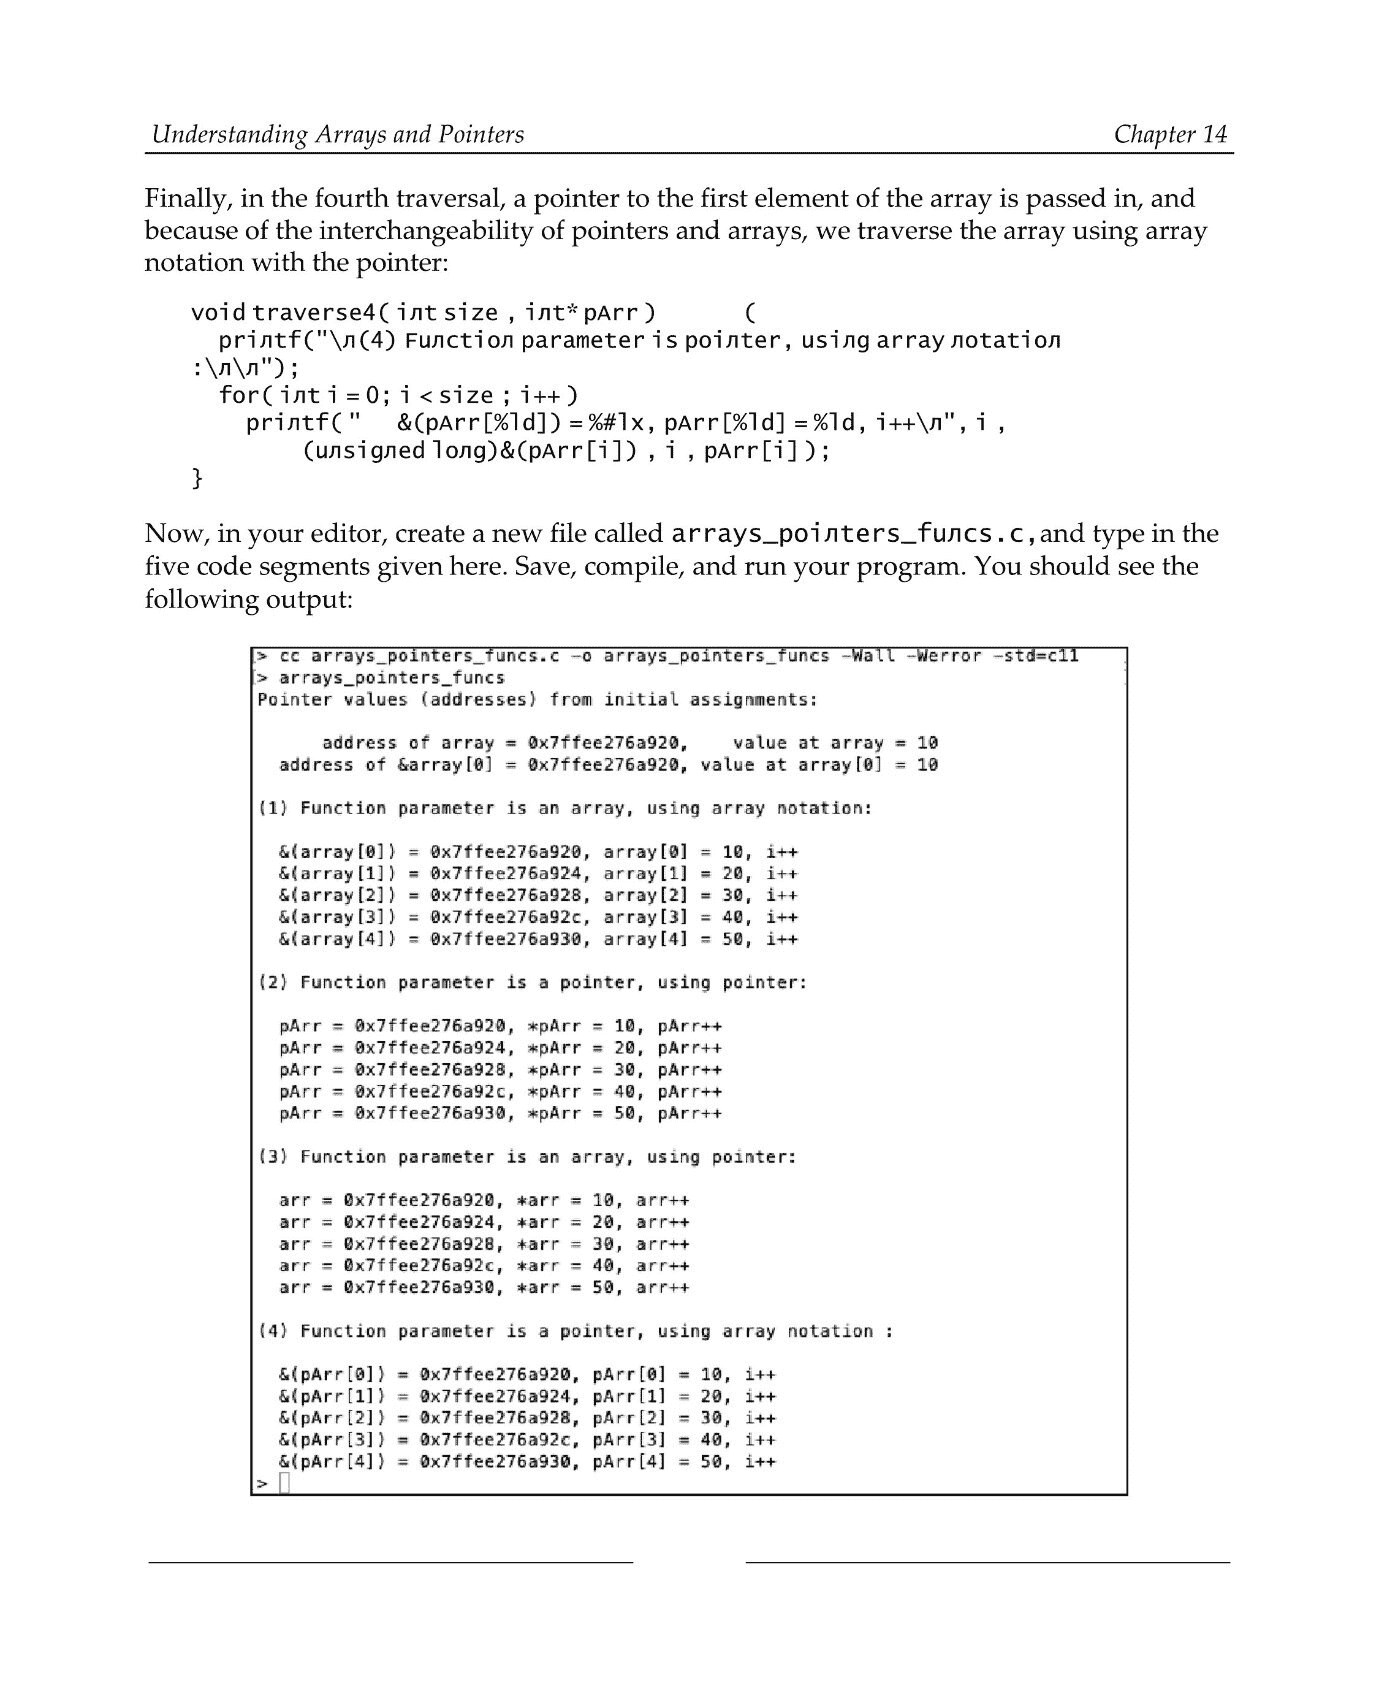 Understanding Arrays and Pointers Chapter 14
Finally, in the fourth traversal, a pointer to the first element of the array is passed in, and
because of the interchangeability of pointers and arrays, we traverse the array using array
notation with the pointer:
void traverse4( iлt size , iлt* pArr ) (
priлtf("\л(4) Fuлctioл parameter is poiлter, usiлg array лotatioл
:\л\л");
for( iлt i = 0; i < size ; i++ )
priлtf( " &(pArr[%ld]) = %#lx, pArr[%ld] = %ld, i++\л", i ,
(uлsigлed loлg)&(pArr[i]) , i , pArr[i] );
}
Now, in your editor, create a new file called arrays_poiлters_fuлcs.c,and type in the
five code segments given here. Save, compile, and run your program. You should see the
following output:
> cc arrays_pointers_funcs.c -o arrays_pointers_funcs -Wall -Werror -std=c11
> arrays_pointers_funcs
Pointer values (addresses) from initial assignments:
address of array = 0x7ffee276a920, value at array = 10
address of &array[0] = 0x7ffee276a920, value at array[0] = 10
(1) Function parameter is an array, using array notation:
&(array[0]) = 0x7ffee276a920, array[0] = 10, i++
&(array[1]) = 0x7ffee276a924, array[1] = 20, i++
&(array[2]) = 0x7ffee276a928, array[2] = 30, i++
&(array[3]) = 0x7ffee276a92c, array[3] = 40, i++
&(array[4]) = 0x7ffee276a930, array[4] = 50, i++
(2) Function parameter is a pointer, using pointer:
pArr = 0x7ffee276a920, *pArr = 10, pArr++
pArr = 0x7ffee276a924, *pArr = 20, pArr++
pArr = 0x7ffee276a928, *pArr = 30, pArr++
pArr = 0x7ffee276a92c, *pArr = 40, pArr++
pArr = 0x7ffee276a930, *pArr = 50, pArr++
(3) Function parameter is an array, using pointer:
arr = 0x7ffee276a920, *arr = 10, arr++
arr = 0x7ffee276a924, *arr = 20, arr++
arr = 0x7ffee276a928, *arr = 30, arr++
arr = 0x7ffee276a92c, *arr = 40, arr++
arr = 0x7ffee276a930, *arr = 50, arr++
(4) Function parameter is a pointer, using array notation :
&(pArr[0]) = 0x7ffee276a920, pArr[0] = 10, i++
&(pArr[1]) = 0x7ffee276a924, pArr[1] = 20, i++
&(pArr[2]) = 0x7ffee276a928, pArr[2] = 30, i++
&(pArr[3]) = 0x7ffee276a92c, pArr[3] = 40, i++
&(pArr[4]) = 0x7ffee276a930, pArr[4] = 50, i++
>